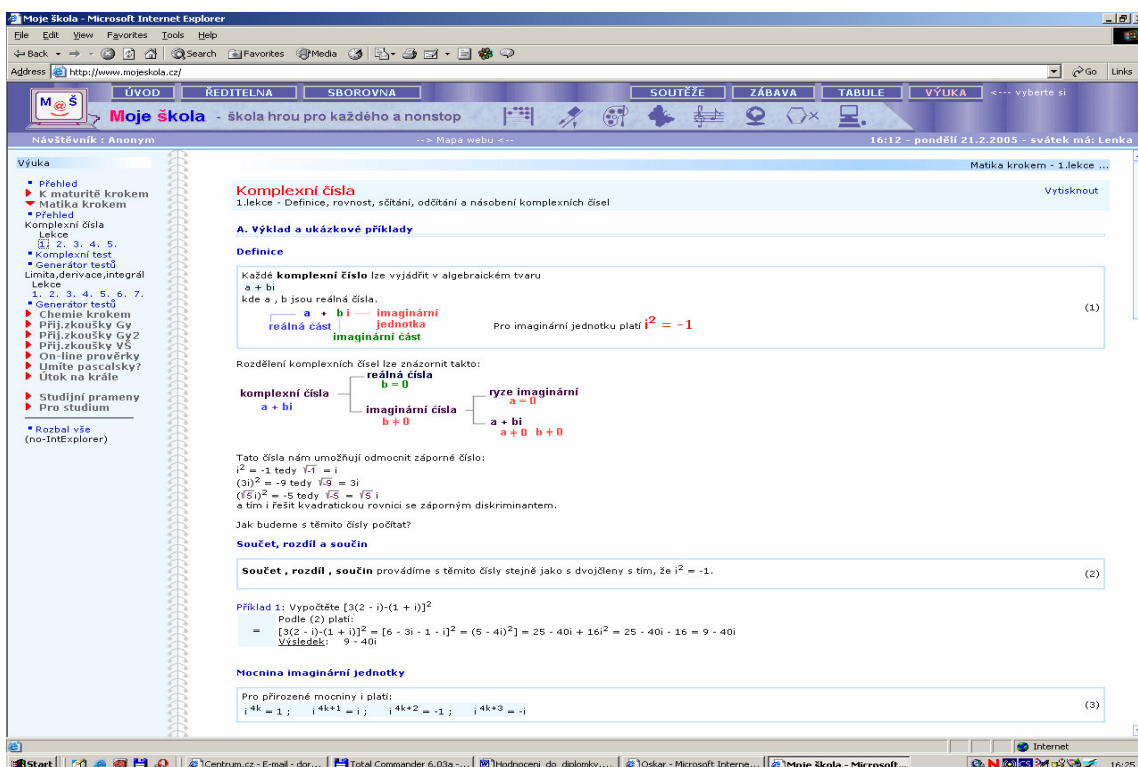 Moje škola - Microsoft Internet Explorer
File Edit View Favorites Tools Help
Back Search Favorites Media
Address http://www.mojeskola.cz/ Go Links
ÚVOD ŘEDITELNA SBOROVNA SOUTĚŽE ZÁBAVA TABULE VÝUKA <--- vyberte si
M@Š Moje škola - škola hrou pro každého a nonstop
Návštěvník : Anonym --> Mapa webu <-- 16:12 - pondělí 21.2.2005 - svátek má: Lenka
Výuka
Přehled
K maturitě krokem
Matika krokem
Přehled
Komplexní čísla
Lekce
1. 2. 3. 4. 5.
Komplexní test
Generátor testů
Limita,derivace,integrál
Lekce
1. 2. 3. 4. 5. 6. 7.
Generátor testů
Chemie krokem
Přij.zkoušky Gy
Přij.zkoušky Gy2
Přij.zkoušky VŠ
On-line prověrky
Umíte pascalsky?
Útok na krále
Studijní prameny
Pro studium
Rozbal vše
(no-IntExplorer)
Matika krokem - 1.lekce ...
Komplexní čísla Vytisknout
1.lekce - Definice, rovnost, sčítání, odčítání a násobení komplexních čísel
A. Výklad a ukázkové příklady
Definice
Každé komplexní číslo lze vyjádřit v algebraickém tvaru
a + bi
kde a , b jsou reálná čísla. (1)
a + b i imaginární
reálná část jednotka Pro imaginární jednotku platí i² = -1
imaginární část
Rozdělení komplexních čísel lze znázornit takto:
reálná čísla
b = 0
komplexní čísla ryze imaginární
a + bi a = 0
imaginární čísla
b ≠ 0 a + bi
a ≠ 0 b ≠ 0
Tato čísla nám umožňují odmocnit záporné číslo:
i² = -1 tedy √-1 = i
(3i)² = -9 tedy √-9 = 3i
(√5i)² = -5 tedy √-5 = √5 i
a tím i řešit kvadratickou rovnici se záporným diskriminantem.
Jak budeme s těmito čísly počítat?
Součet, rozdíl a součin
Součet , rozdíl , součin provádíme s těmito čísly stejně jako s dvojčleny s tím, že i² = -1. (2)
Příklad 1: Vypočtěte [3(2 - i)-(1 + i)]²
Podle (2) platí:
= [3(2 - i)-(1 + i)]² = [6 - 3i - 1 - i]² = (5 - 4i)²] = 25 - 40i + 16i² = 25 - 40i - 16 = 9 - 40i
Výsledek: 9 - 40i
Mocnina imaginární jednotky
Pro přirozené mocniny i platí:
i⁴ᵏ = 1 ; i⁴ᵏ⁺¹ = i ; i⁴ᵏ⁺² = -1 ; i⁴ᵏ⁺³ = -i (3)
Internet
Start Centrum.cz - E-mail - dor... Total Commander 6.03a -... Hodnoceni_do_diplomky.... Oskar - Microsoft Interne... Moje škola - Microsoft... CS 16:25